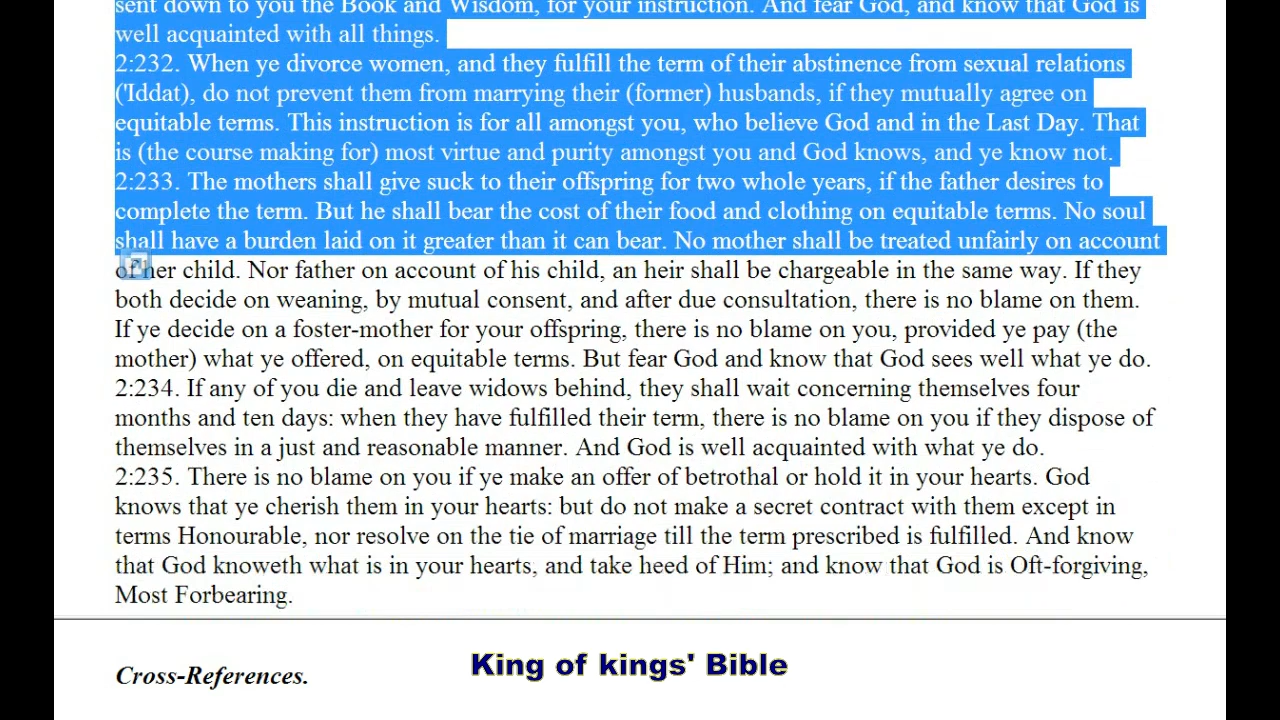 sent down to you the Book and Wisdom, for your instruction. And fear God, and know that God is
well acquainted with all things.
2:232. When ye divorce women, and they fulfill the term of their abstinence from sexual relations
('Iddat), do not prevent them from marrying their (former) husbands, if they mutually agree on
equitable terms. This instruction is for all amongst you, who believe God and in the Last Day. That
is (the course making for) most virtue and purity amongst you and God knows, and ye know not.
2:233. The mothers shall give suck to their offspring for two whole years, if the father desires to
complete the term. But he shall bear the cost of their food and clothing on equitable terms. No soul
shall have a burden laid on it greater than it can bear. No mother shall be treated unfairly on account
of her child. Nor father on account of his child, an heir shall be chargeable in the same way. If they
both decide on weaning, by mutual consent, and after due consultation, there is no blame on them.
If ye decide on a foster-mother for your offspring, there is no blame on you, provided ye pay (the
mother) what ye offered, on equitable terms. But fear God and know that God sees well what ye do.
2:234. If any of you die and leave widows behind, they shall wait concerning themselves four
months and ten days: when they have fulfilled their term, there is no blame on you if they dispose of
themselves in a just and reasonable manner. And God is well acquainted with what ye do.
2:235. There is no blame on you if ye make an offer of betrothal or hold it in your hearts. God
knows that ye cherish them in your hearts: but do not make a secret contract with them except in
terms Honourable, nor resolve on the tie of marriage till the term prescribed is fulfilled. And know
that God knoweth what is in your hearts, and take heed of Him; and know that God is Oft-forgiving,
Most Forbearing.
King of kings' Bible
Cross-References.